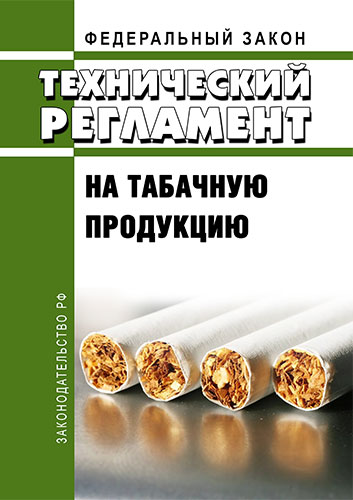 ФЕДЕРАЛЬНЫЙ ЗАКОН
ТЕХНИЧЕСКИЙ
РЕГЛАМЕНТ
НА ТАБАЧНУЮ
ПРОДУКЦИЮ
ЗАКОНОДАТЕЛЬСТВО РФ